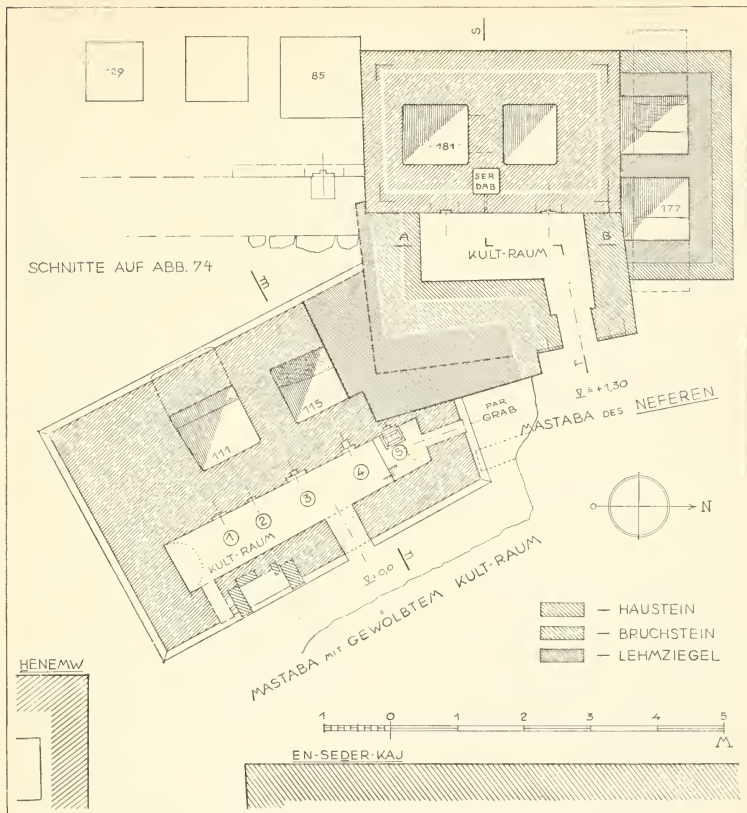 S
129
85
181
SER
DAB
177
A
L
B
KULT-RAUM
SCHNITTE AUF ABB. 74
∇ = +1,30
PAR
GRAB
MASTABA DES NEFEREN
115
111
5
4
3
2
1
KULT-RAUM
N
∇ = 0,0
MASTABA MIT GEWÖLBTEM KULT-RAUM
— HAUSTEIN
— BRUCHSTEIN
— LEHMZIEGEL
HENEMW
1 0 1 2 3 4 5
M
EN-SEDER-KAJ